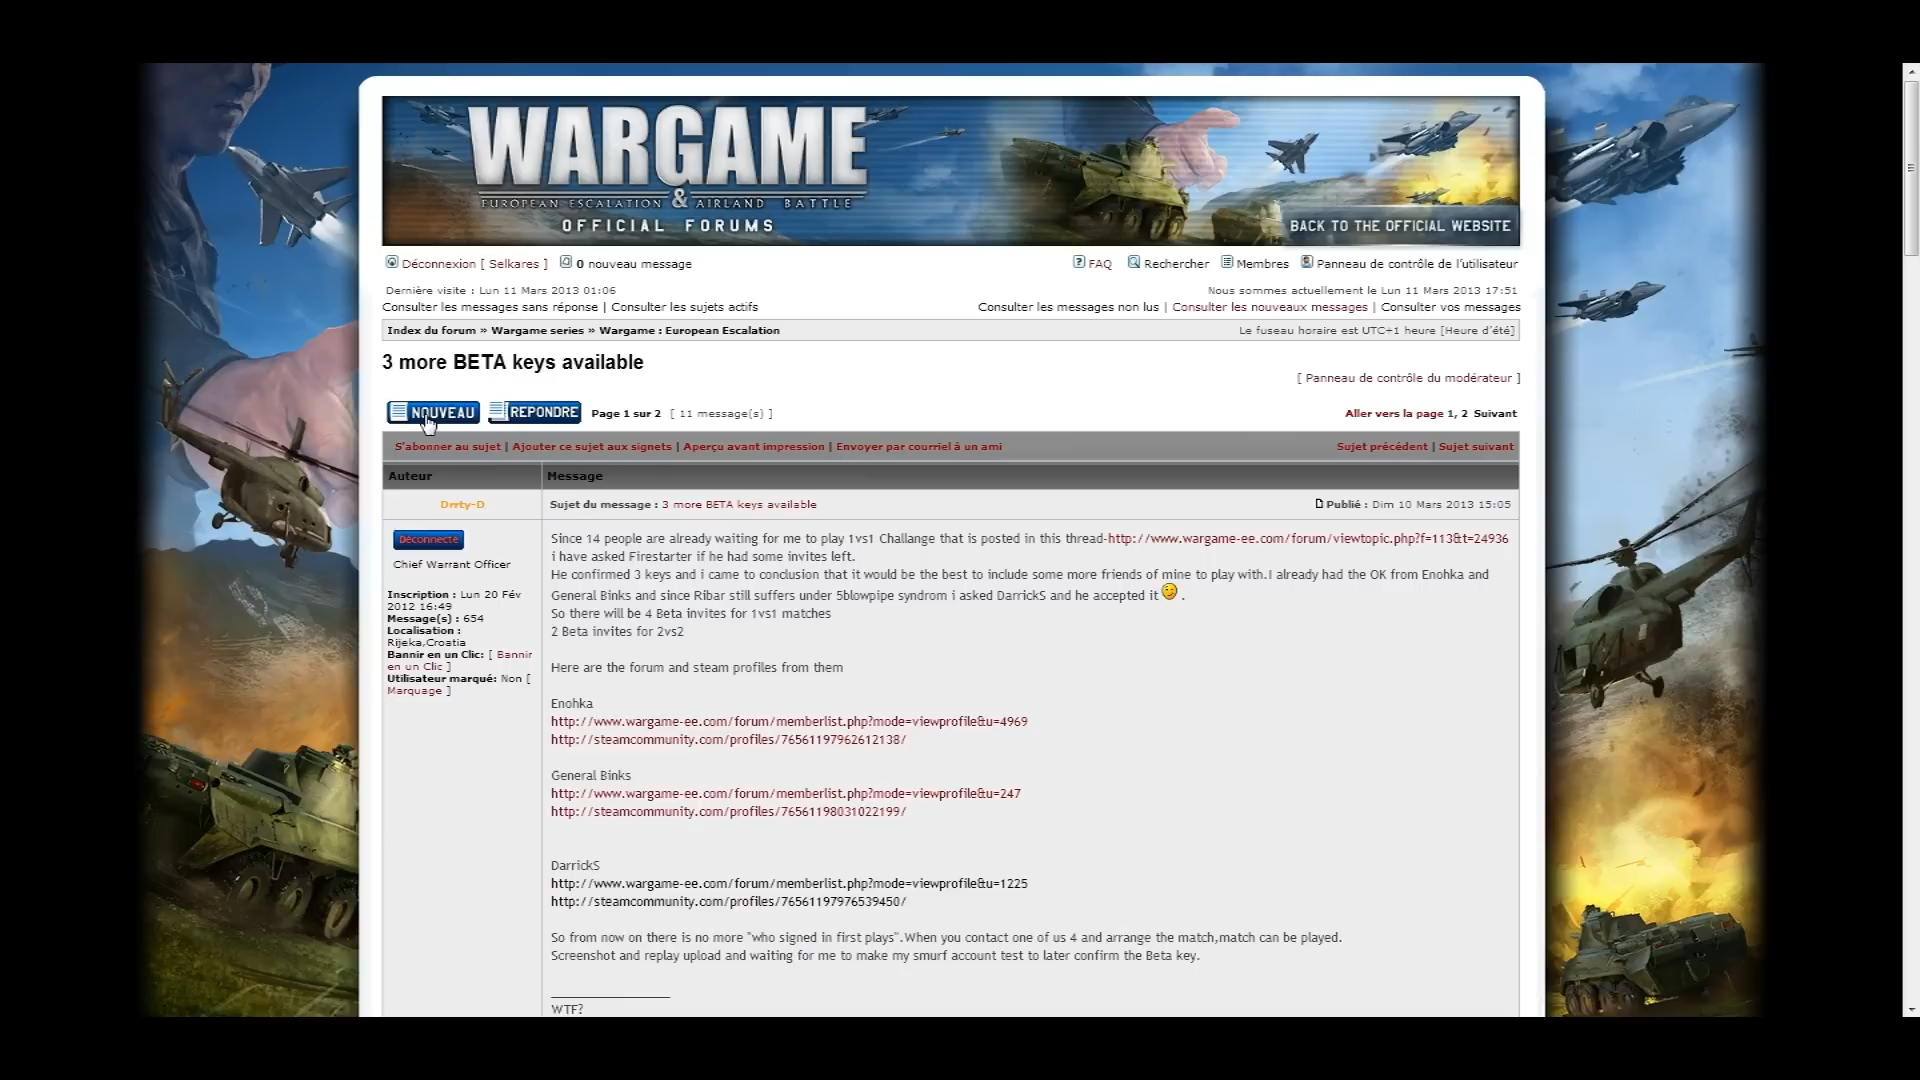 WARGAME
EUROPEAN ESCALATION & AIRLAND BATTLE
OFFICIAL FORUMS
BACK TO THE OFFICIAL WEBSITE
Déconnexion [ Selkares ] 0 nouveau message
FAQ Rechercher Membres Panneau de contrôle de l'utilisateur
Dernière visite : Lun 11 Mars 2013 01:06
Nous sommes actuellement le Lun 11 Mars 2013 17:51
Consulter les messages sans réponse | Consulter les sujets actifs
Consulter les messages non lus | Consulter les nouveaux messages | Consulter vos messages
Index du forum » Wargame series » Wargame : European Escalation
Le fuseau horaire est UTC+1 heure [Heure d'été]
3 more BETA keys available
[ Panneau de contrôle du modérateur ]
NOUVEAU REPONDRE Page 1 sur 2 [ 11 message(s) ]
Aller vers la page 1, 2 Suivant
S'abonner au sujet | Ajouter ce sujet aux signets | Aperçu avant impression | Envoyer par courriel à un ami
Sujet précédent | Sujet suivant
Auteur Message
Drrty-D
Sujet du message : 3 more BETA keys available
Publié : Dim 10 Mars 2013 15:05
Déconnecté
Chief Warrant Officer
Inscription : Lun 20 Fév
2012 16:49
Message(s) : 654
Localisation :
Rijeka,Croatia
Bannir en un Clic: [ Bannir
en un Clic ]
Utilisateur marqué: Non [
Marquage ]
Since 14 people are already waiting for me to play 1vs1 Challange that is posted in this thread-http://www.wargame-ee.com/forum/viewtopic.php?f=113&t=24936
i have asked Firestarter if he had some invites left.
He confirmed 3 keys and i came to conclusion that it would be the best to include some more friends of mine to play with.I already had the OK from Enohka and
General Binks and since Ribar still suffers under 5blowpipe syndrom i asked DarrickS and he accepted it .
So there will be 4 Beta invites for 1vs1 matches
2 Beta invites for 2vs2
Here are the forum and steam profiles from them
Enohka
http://www.wargame-ee.com/forum/memberlist.php?mode=viewprofile&u=4969
http://steamcommunity.com/profiles/76561197962612138/
General Binks
http://www.wargame-ee.com/forum/memberlist.php?mode=viewprofile&u=247
http://steamcommunity.com/profiles/76561198031022199/
DarrickS
http://www.wargame-ee.com/forum/memberlist.php?mode=viewprofile&u=1225
http://steamcommunity.com/profiles/76561197976539450/
So from now on there is no more "who signed in first plays".When you contact one of us 4 and arrange the match,match can be played.
Screenshot and replay upload and waiting for me to make my smurf account test to later confirm the Beta key.
WTF?